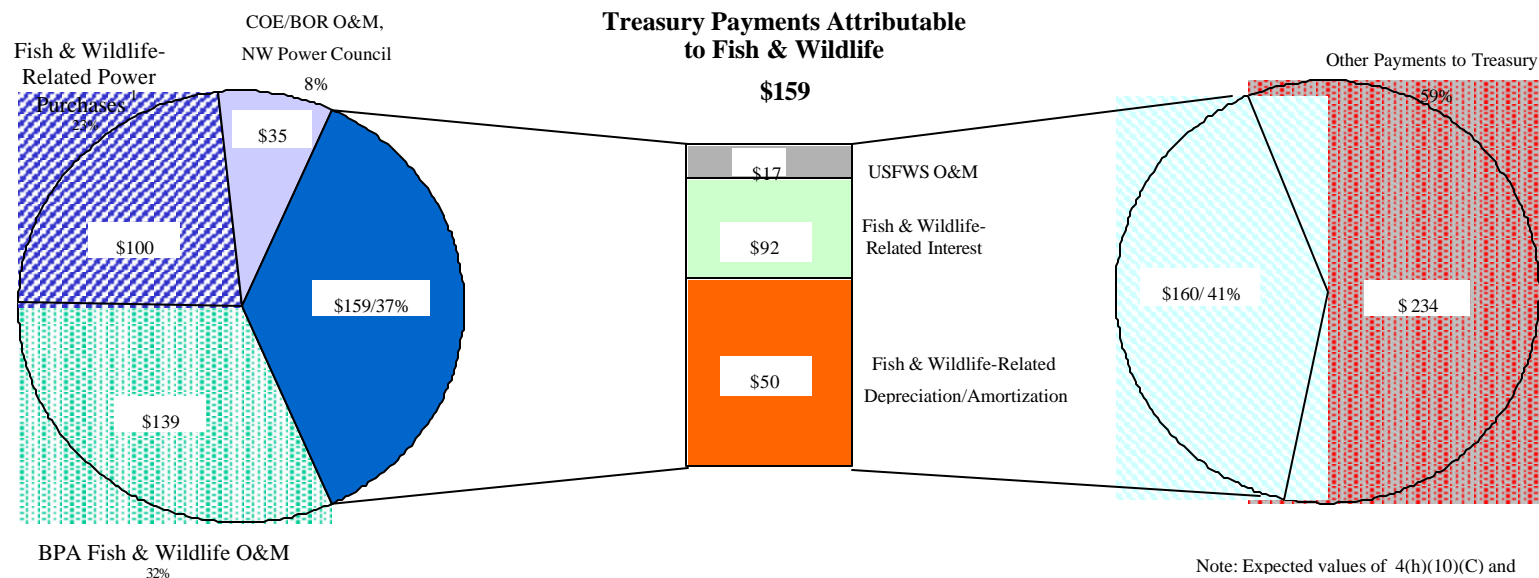 Treasury Payments Attributable
to Fish & Wildlife
$159
COE/BOR O&M,
NW Power Council
8%
Fish & Wildlife-
Related Power
Purchases 1
23%
$35
$100
$159/37%
$139
BPA Fish & Wildlife O&M
32%
$17
USFWS O&M
$92
Fish & Wildlife-
Related Interest
$50
Fish & Wildlife-Related
Depreciation/Amortization
Other Payments to Treasury
59%
$160/ 41%
$ 234
Note: Expected values of 4(h)(10)(C) and